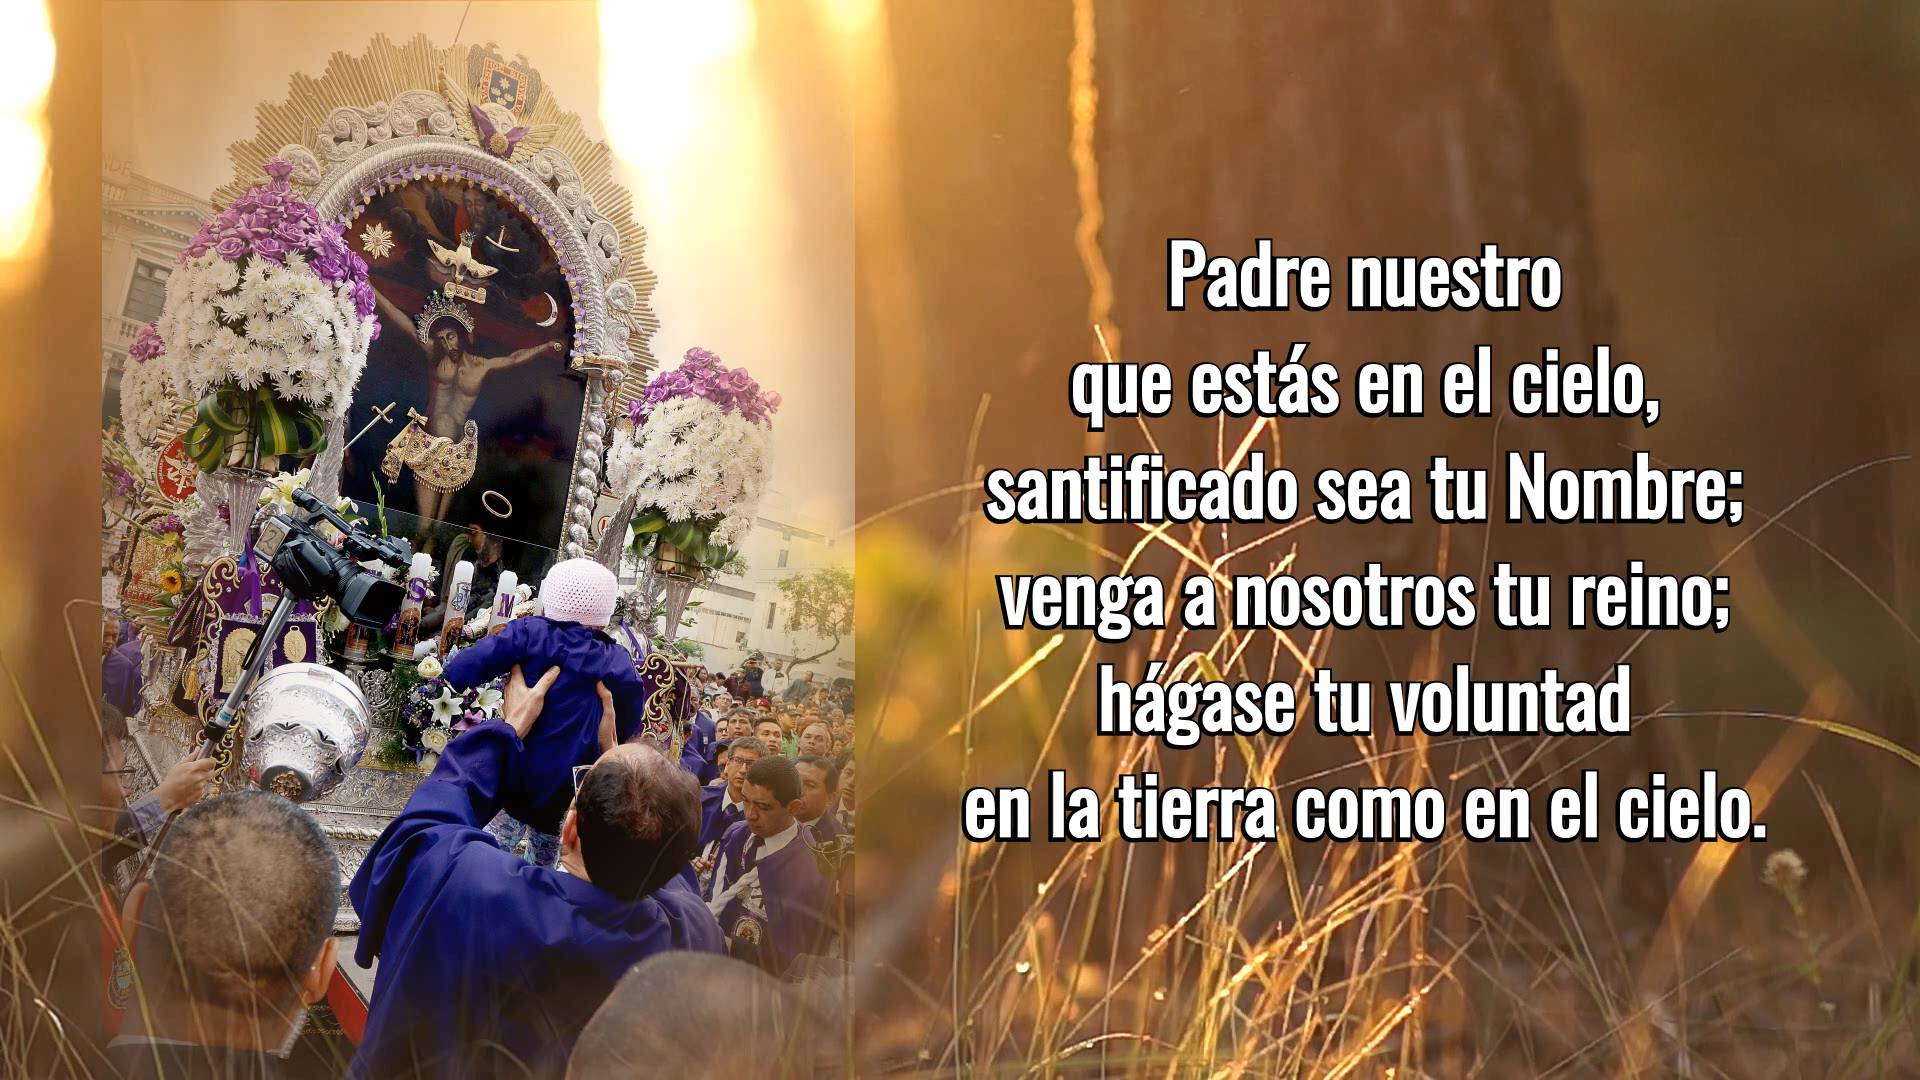 Padre nuestro
que estás en el cielo,
santificado sea tu Nombre;
venga a nosotros tu reino;
hágase tu voluntad
en la tierra como en el cielo.
2